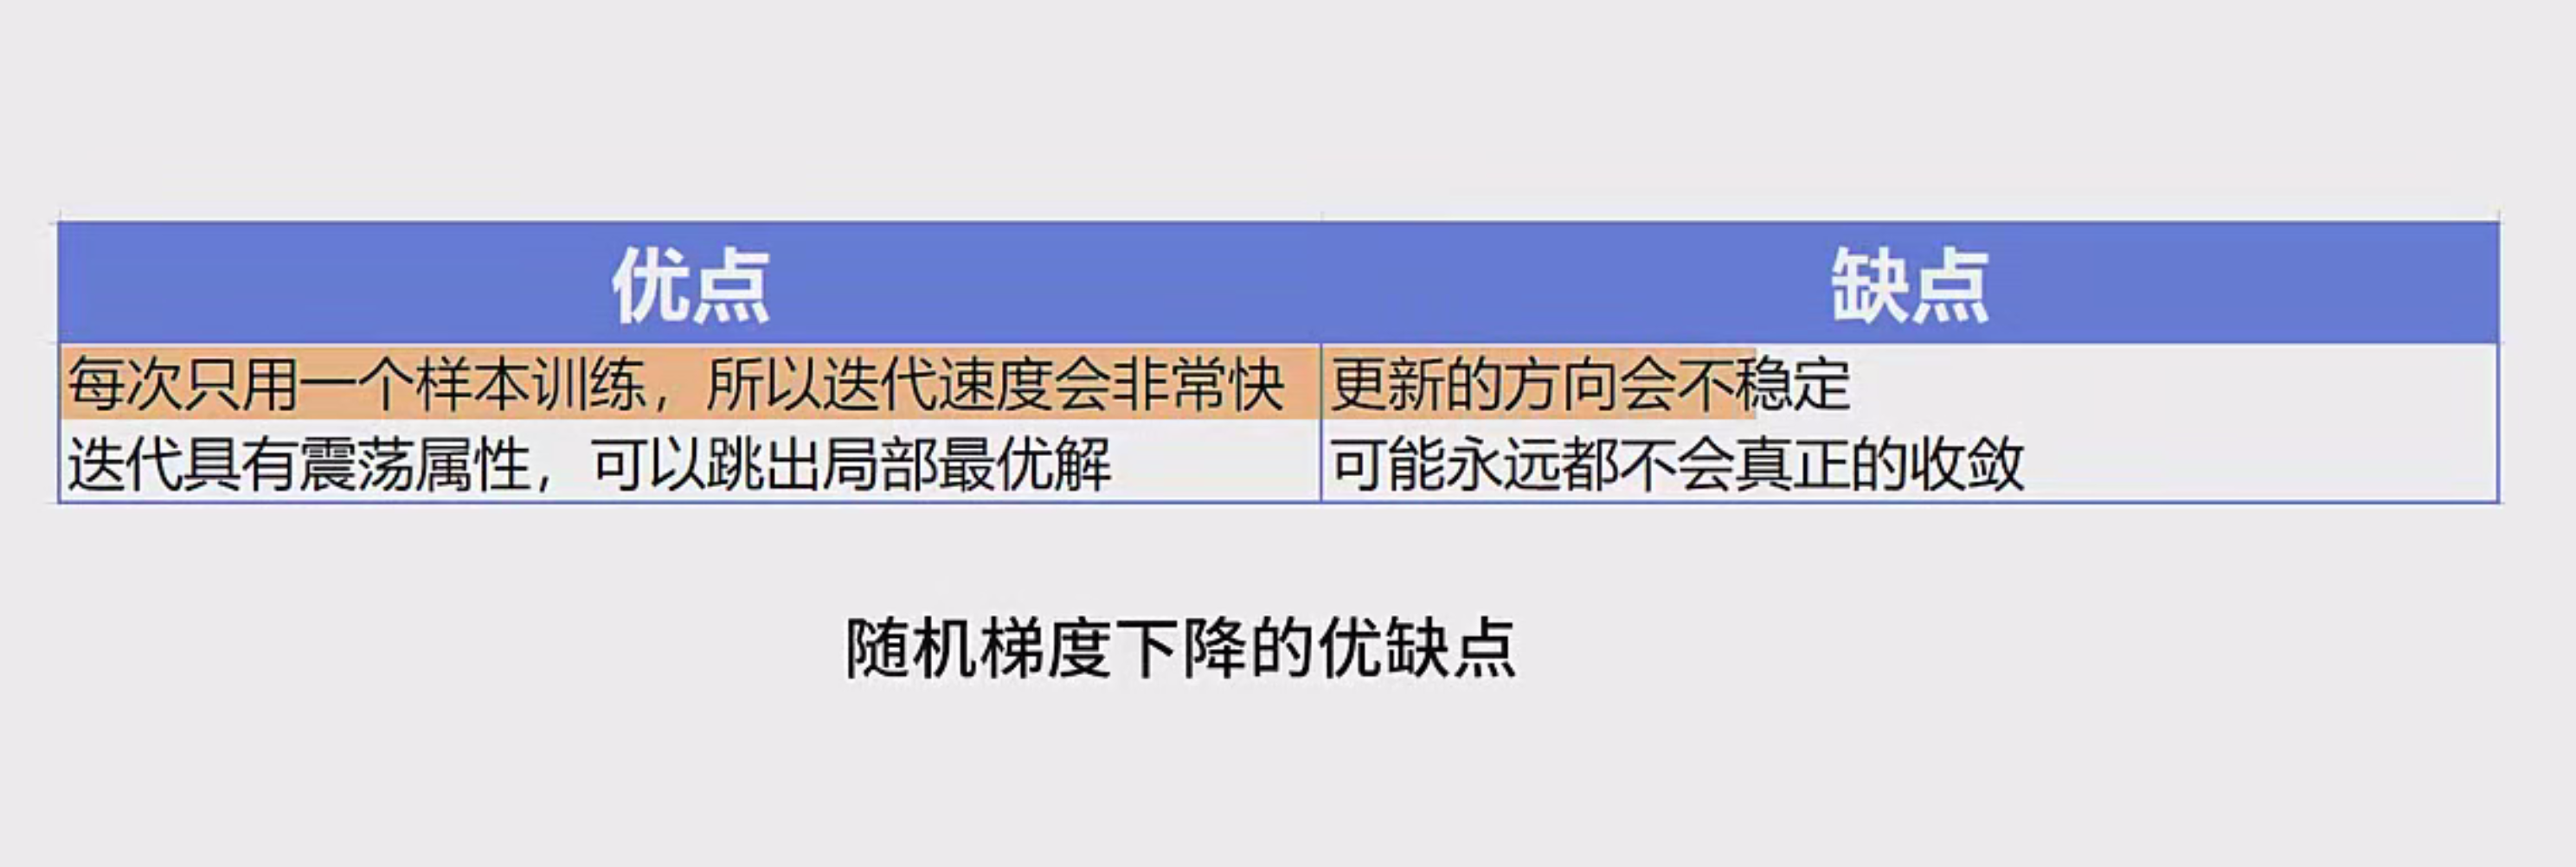 优点 缺点
每次只用一个样本训练，所以迭代速度会非常快 更新的方向会不稳定
迭代具有震荡属性，可以跳出局部最优解 可能永远都不会真正的收敛
随机梯度下降的优缺点